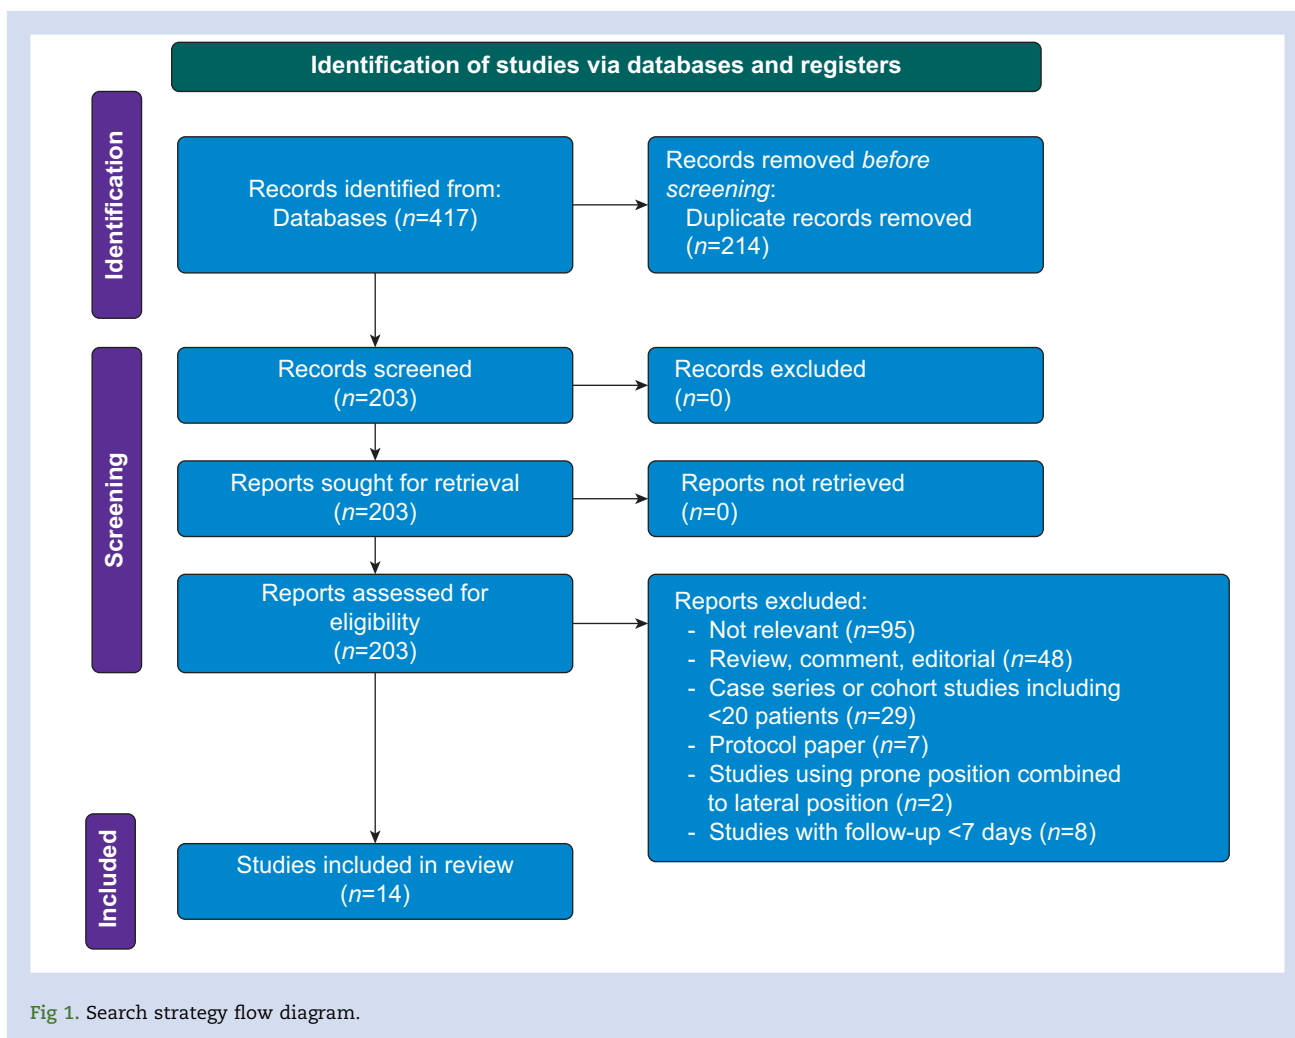 Identification of studies via databases and registers
Identification
Records identified from:
Databases (n=417)
Records removed before
screening:
Duplicate records removed
(n=214)
Screening
Records screened
(n=203)
Records excluded
(n=0)
Reports sought for retrieval
(n=203)
Reports not retrieved
(n=0)
Reports assessed for
eligibility
(n=203)
Reports excluded:
- Not relevant (n=95)
- Review, comment, editorial (n=48)
- Case series or cohort studies including
<20 patients (n=29)
- Protocol paper (n=7)
- Studies using prone position combined
to lateral position (n=2)
- Studies with follow-up <7 days (n=8)
Included
Studies included in review
(n=14)
Fig 1. Search strategy flow diagram.